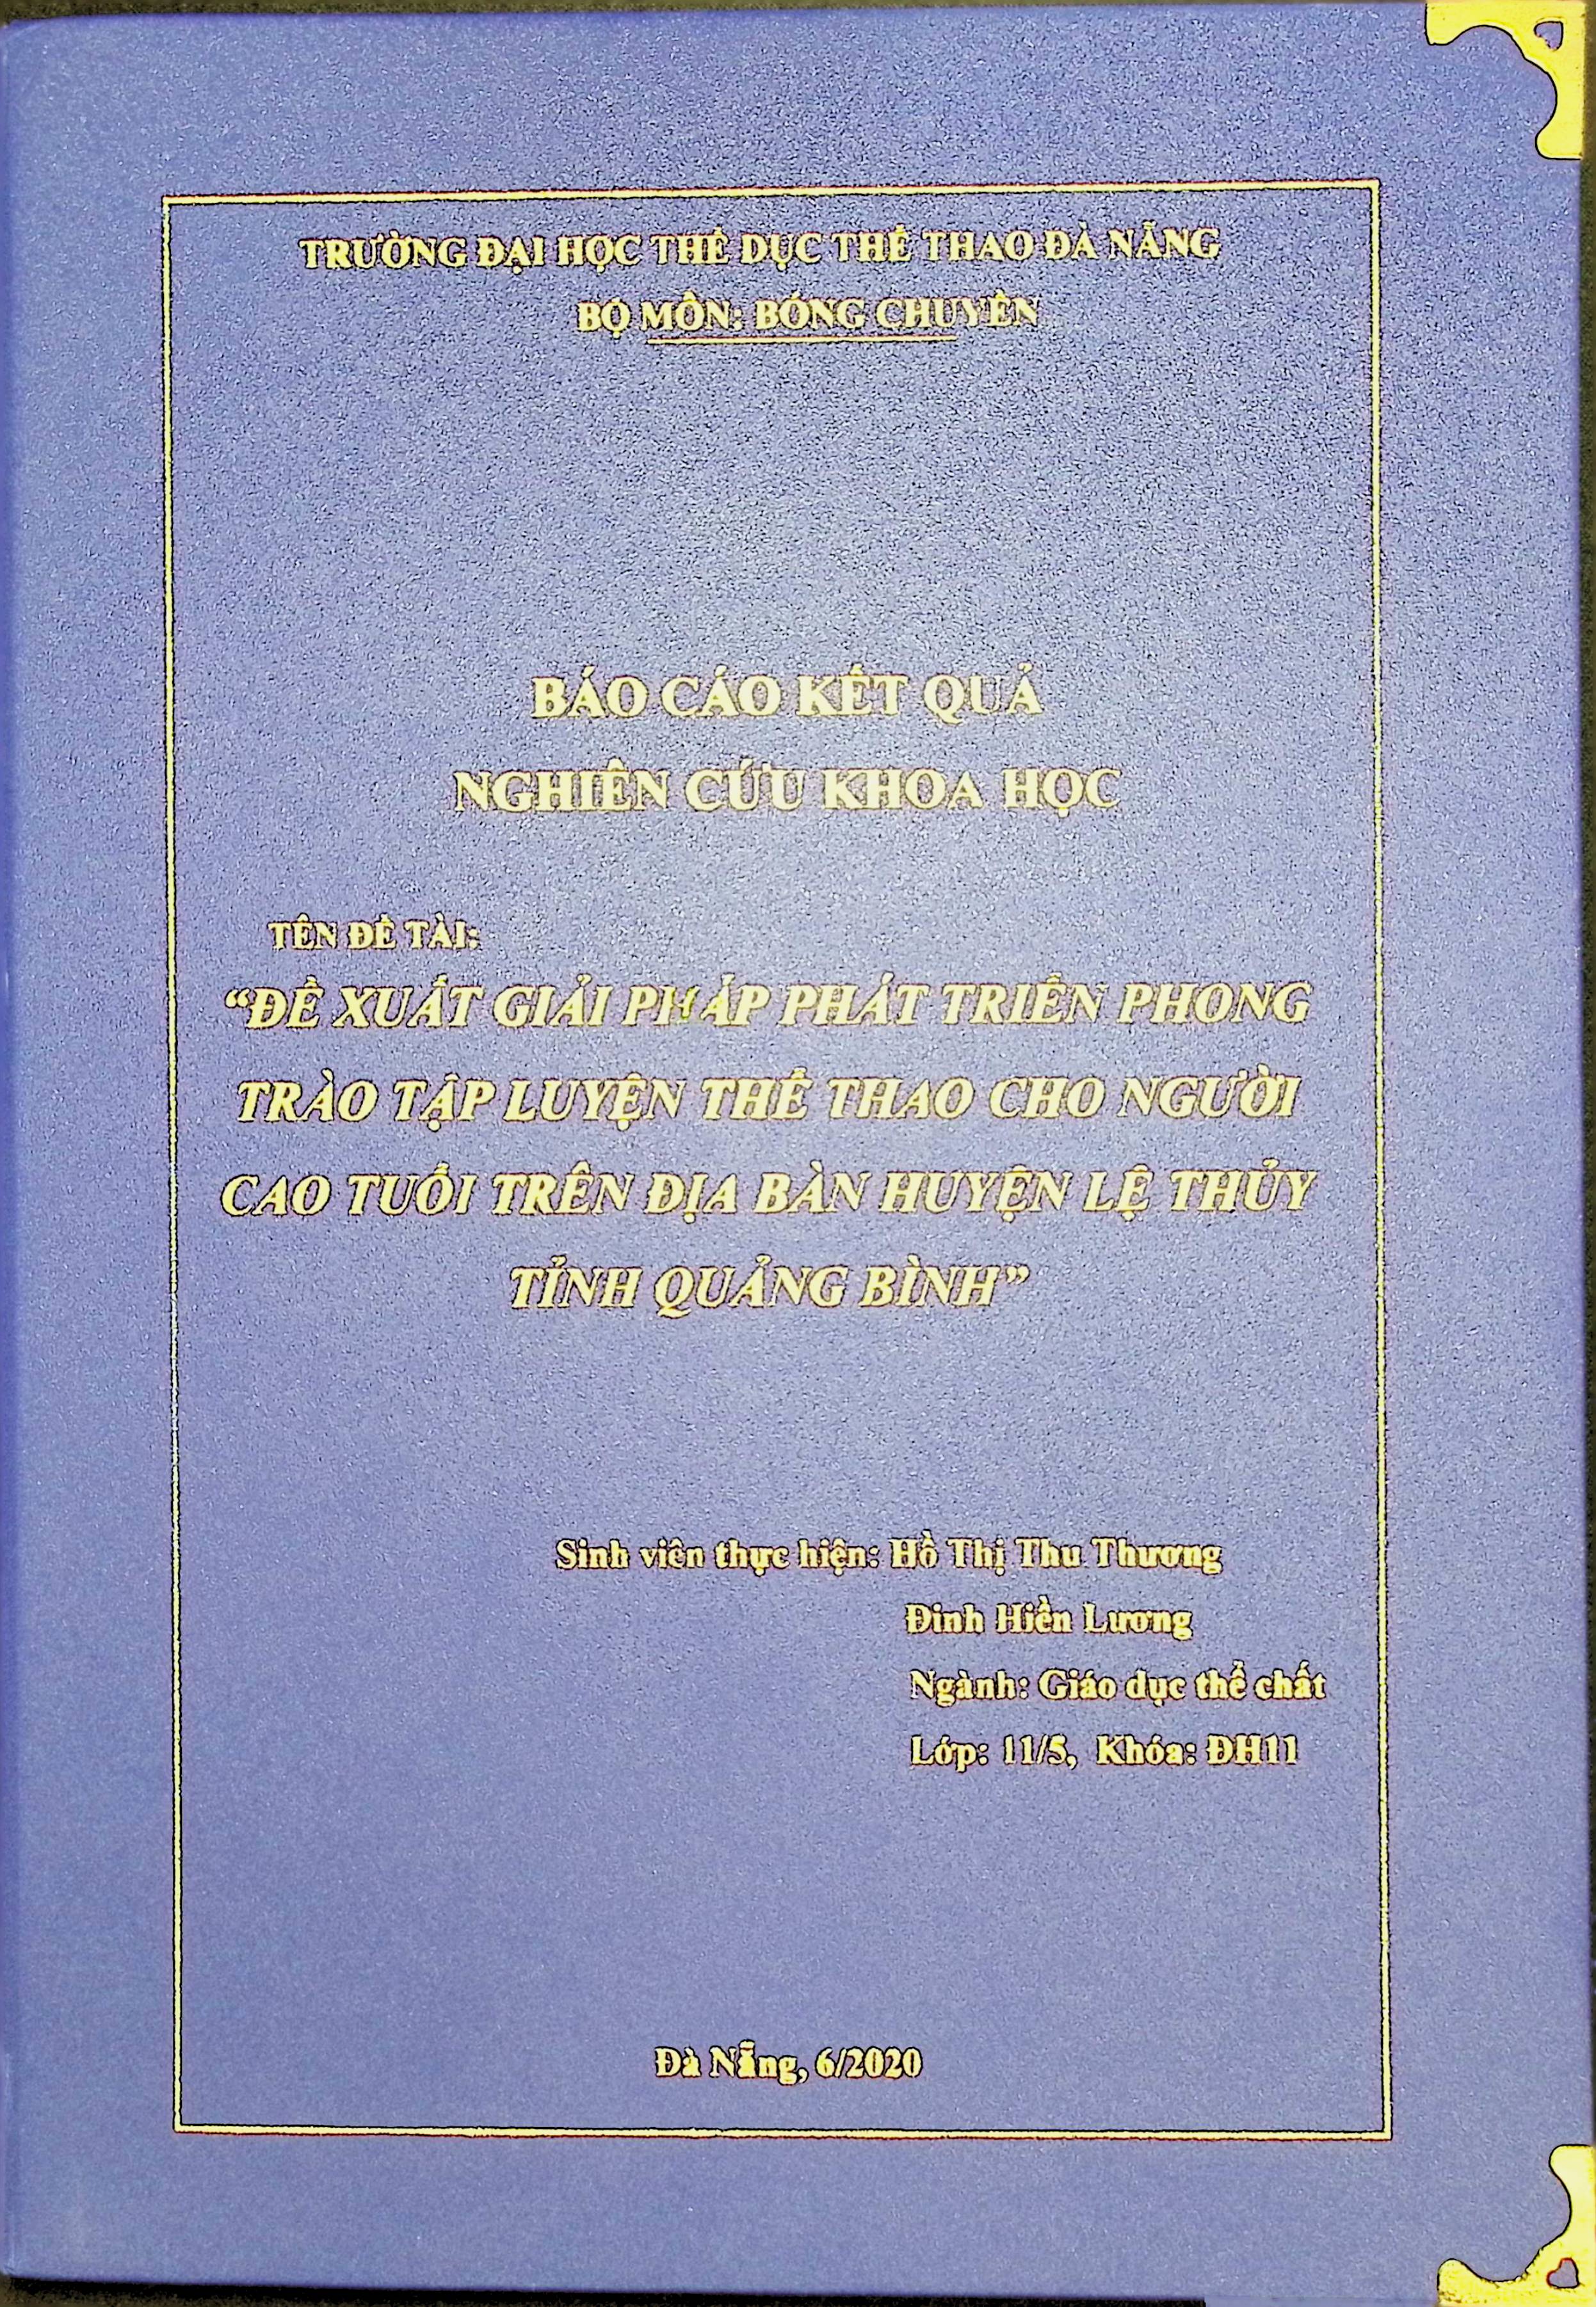 TRƯỜNG ĐẠI HỌC THỂ DỤC THỂ THAO ĐÀ NẴNG
BỘ MÔN: BÓNG CHUYỀN
BÁO CÁO KẾT QUẢ
NGHIÊN CỨU KHOA HỌC
TÊN ĐỀ TÀI:
“ĐỀ XUẤT GIẢI PHÁP PHÁT TRIỂN PHONG
TRÀO TẬP LUYỆN THỂ THAO CHO NGƯỜI
CAO TUỔI TRÊN ĐỊA BÀN HUYỆN LỆ THỦY
TỈNH QUẢNG BÌNH”
Sinh viên thực hiện: Hồ Thị Thu Thương
Đinh Hiền Lương
Ngành: Giáo dục thể chất
Lớp: 11/5, Khóa: ĐH11
Đà Nẵng, 6/2020